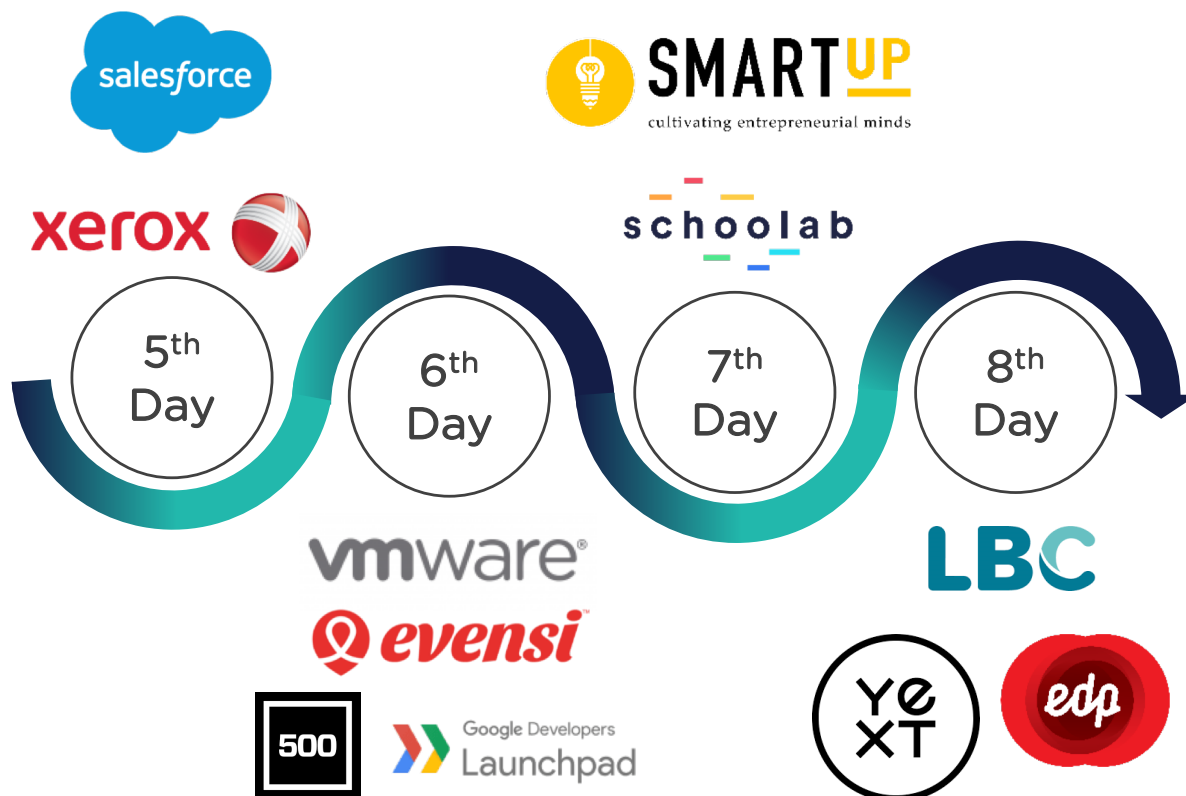 salesforce
SMARTUP
cultivating entrepreneurial minds
xerox
schoolab
5th
Day
6th
Day
7th
Day
8th
Day
vmware®
evensi™
500
Google Developers
Launchpad
LBC
YEXT
edp